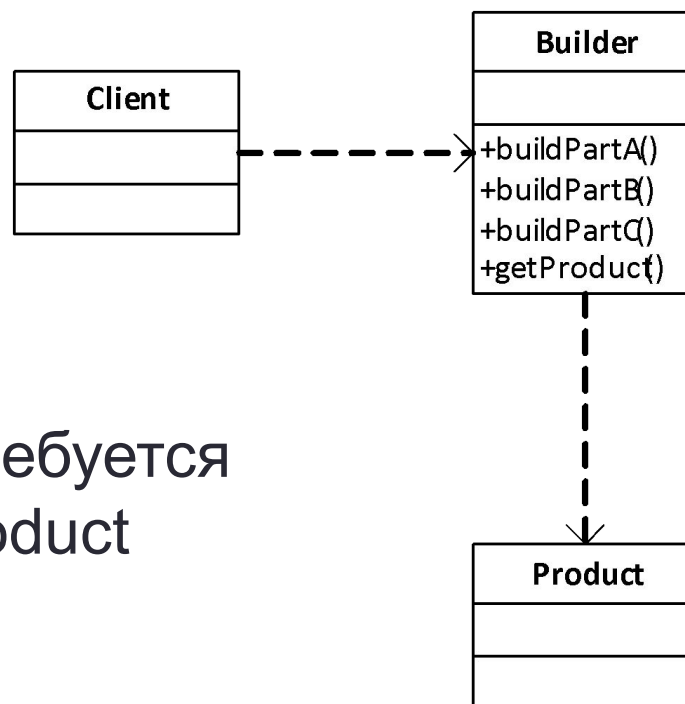 Builder
Client
+buildPartA()
+buildPartB()
+buildPartC()
+getProduct()
ебуется
oduct
Product